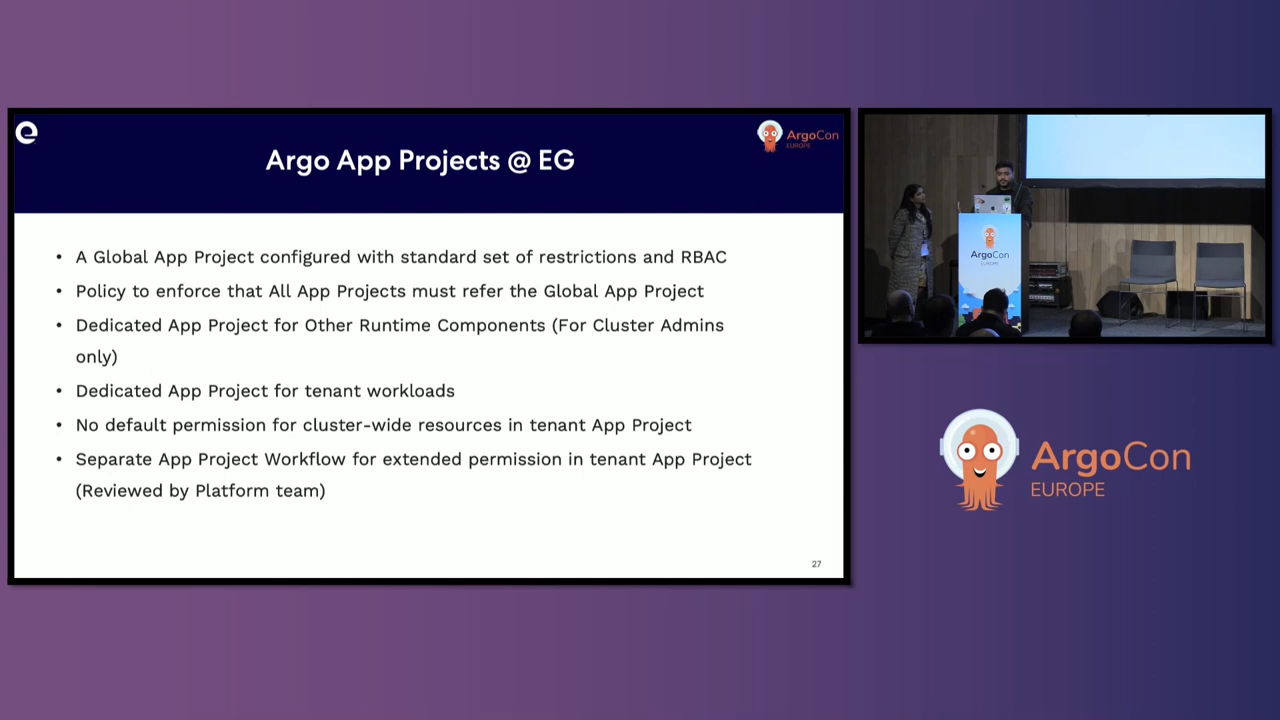 ArgoCon
EUROPE
Argo App Projects @ EG
• A Global App Project configured with standard set of restrictions and RBAC
• Policy to enforce that All App Projects must refer the Global App Project
• Dedicated App Project for Other Runtime Components (For Cluster Admins
only)
• Dedicated App Project for tenant workloads
• No default permission for cluster-wide resources in tenant App Project
• Separate App Project Workflow for extended permission in tenant App Project
(Reviewed by Platform team)
27
ArgoCon
EUROPE
ArgoCon
EUROPE